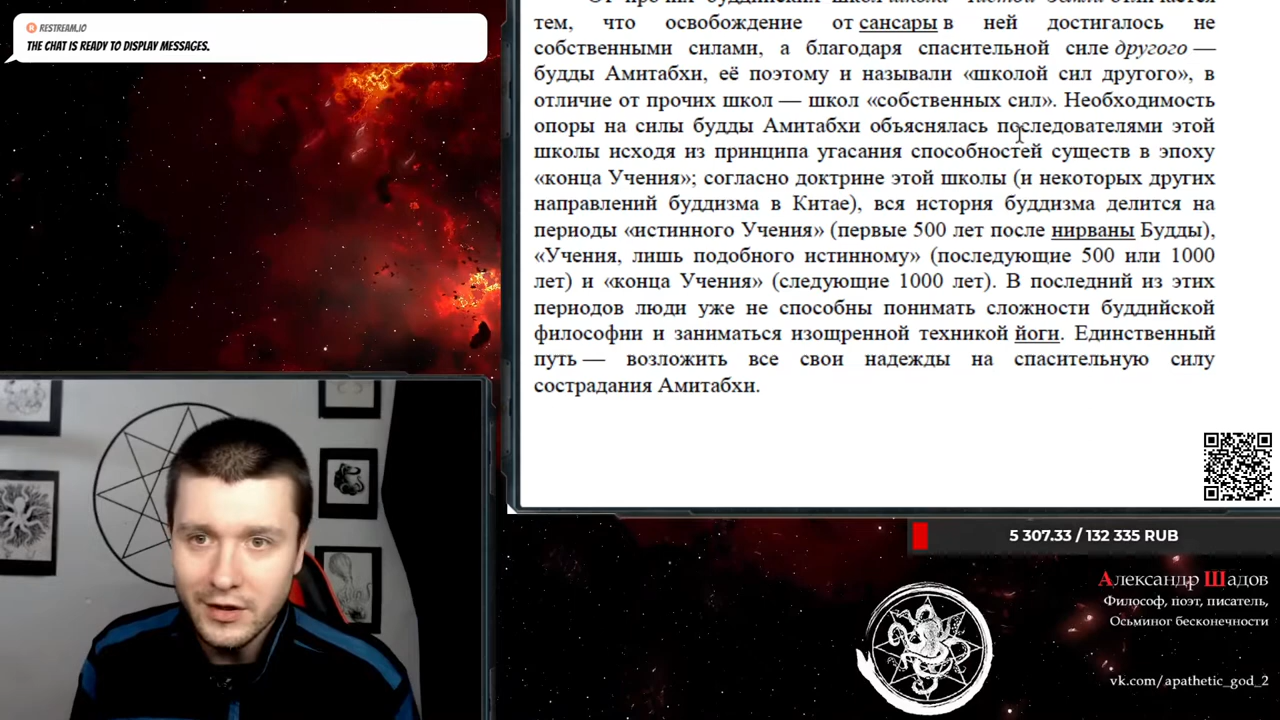 RESTREAM.IO
THE CHAT IS READY TO DISPLAY MESSAGES.
тем, что освобождение от сансары в ней достигалось не
собственными силами, а благодаря спасительной силе другого —
будды Амитабхи, её поэтому и называли «школой сил другого», в
отличие от прочих школ — школ «собственных сил». Необходимость
опоры на силы будды Амитабхи объяснялась последователями этой
школы исходя из принципа угасания способностей существ в эпоху
«конца Учения»; согласно доктрине этой школы (и некоторых других
направлений буддизма в Китае), вся история буддизма делится на
периоды «истинного Учения» (первые 500 лет после нирваны Будды),
«Учения, лишь подобного истинному» (последующие 500 или 1000
лет) и «конца Учения» (следующие 1000 лет). В последний из этих
периодов люди уже не способны понимать сложности буддийской
философии и заниматься изощренной техникой йоги. Единственный
путь — возложить все свои надежды на спасительную силу
сострадания Амитабхи.
5 307.33 / 132 335 RUB
Александр Шадов
Философ, поэт, писатель,
Осьминог бесконечности
vk.com/apathetic_god_2